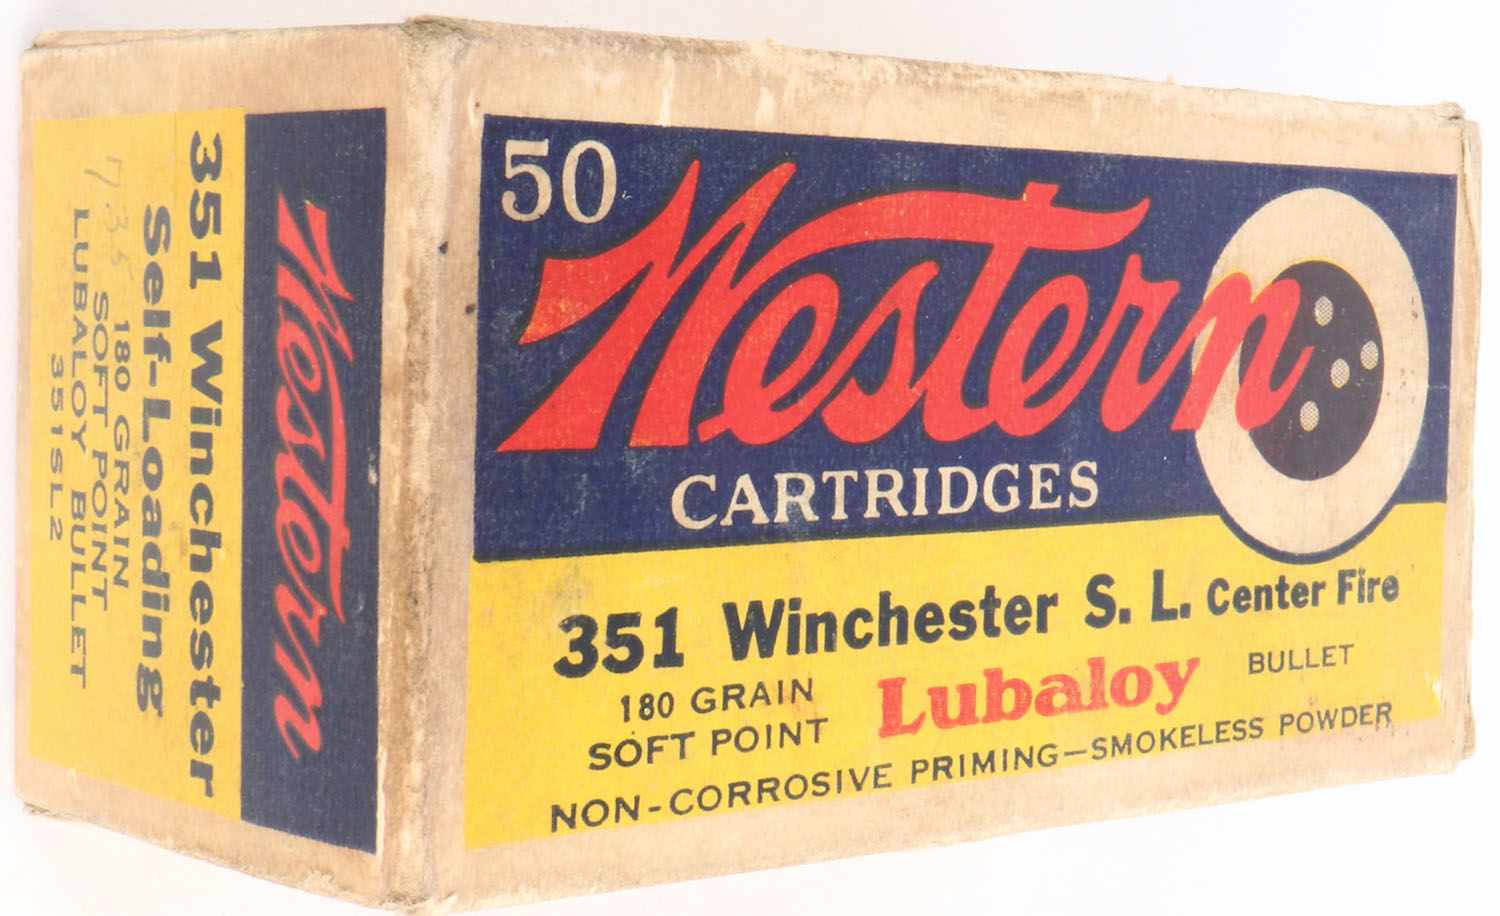 50
Western
CARTRIDGES
351 Winchester S. L. Center Fire
180 GRAIN
SOFT POINT
Lubaloy
BULLET
NON-CORROSIVE PRIMING—SMOKELESS POWDER
Western
351 Winchester
Self-Loading
180 GRAIN
SOFT POINT
LUBALOY BULLET
351SL2
735